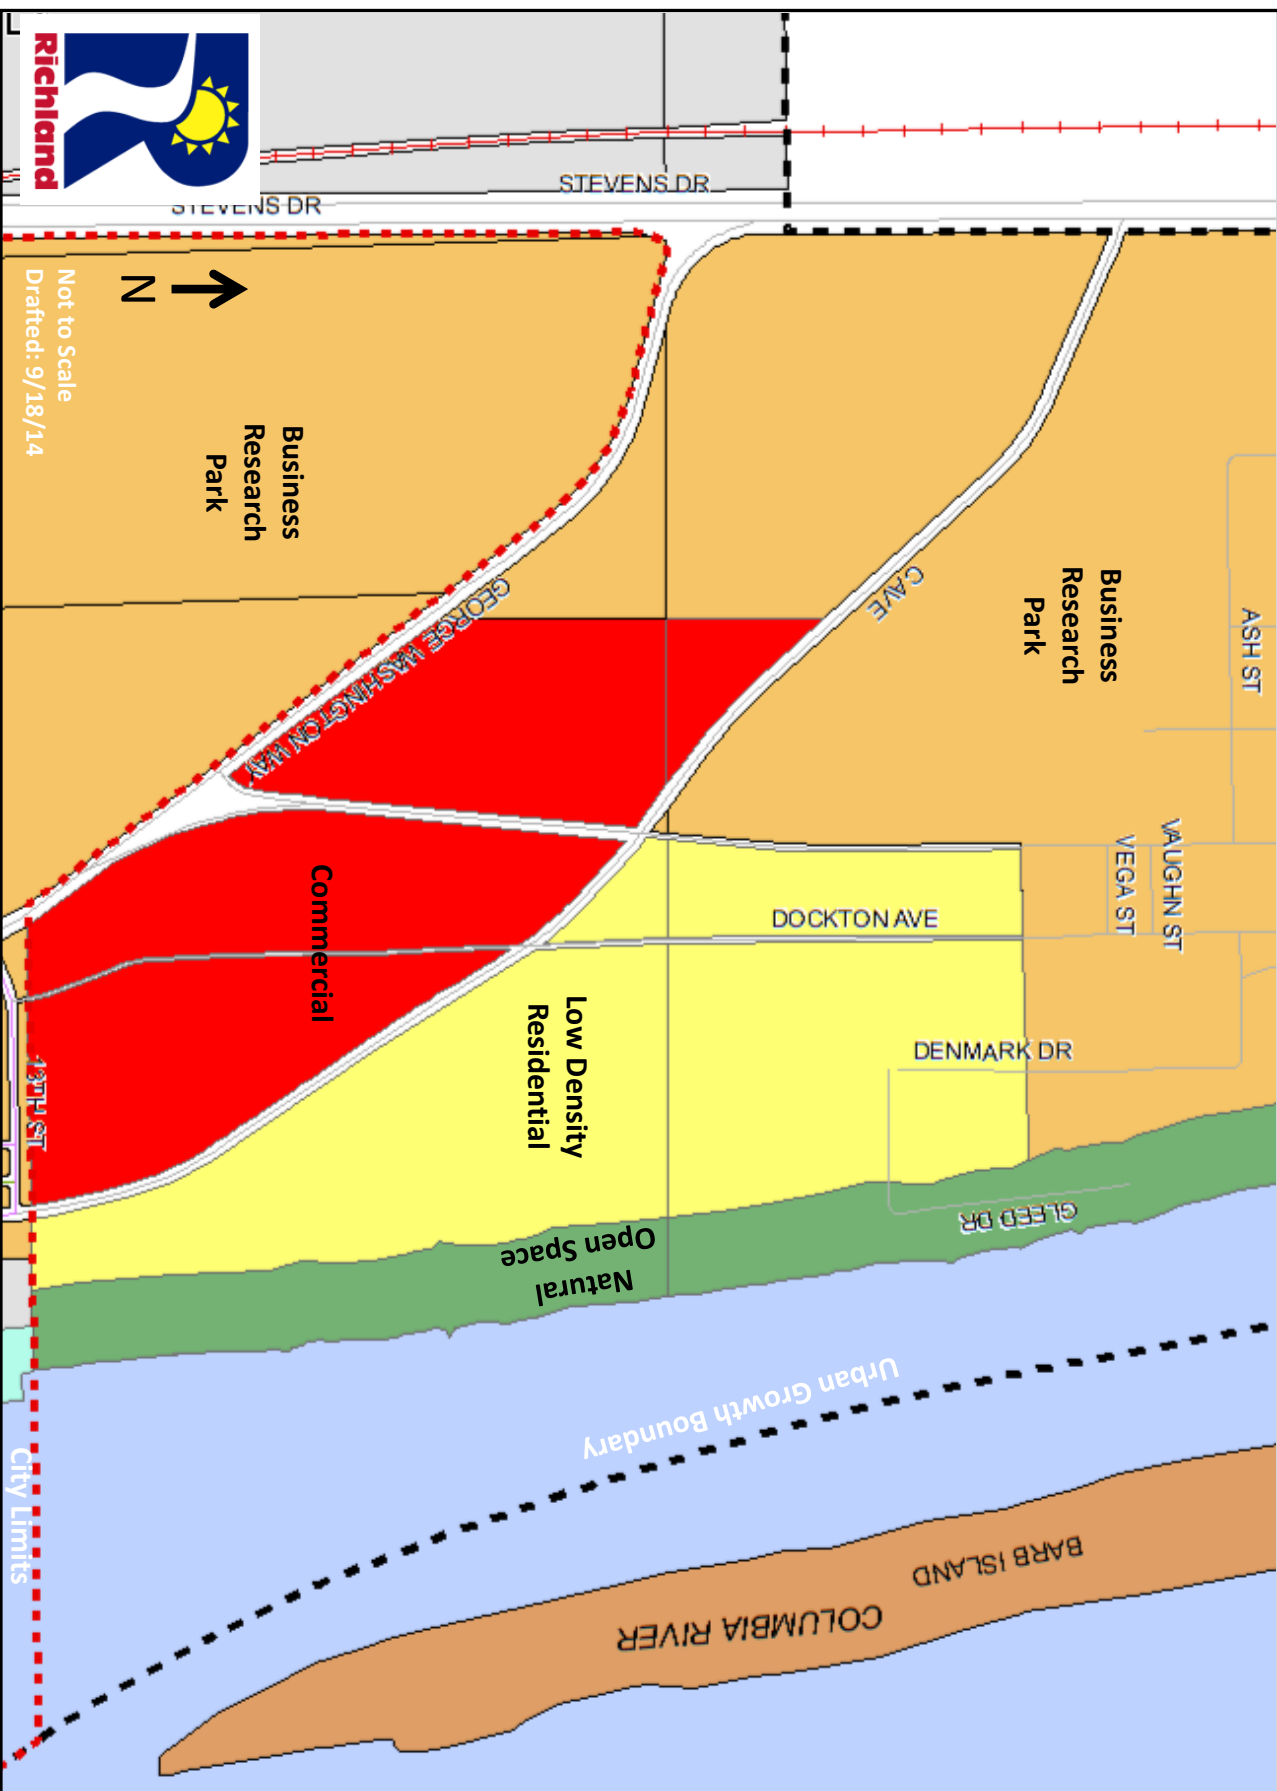 Richland
STEVENS DR
STEVENS DR
N
Not to Scale
Drafted: 9/18/14
Business
Research
Park
GEORGE WASHINGTON WAY
CAVE
Business
Research
Park
ASH ST
VAUGHN ST
VEGA ST
DOCKTON AVE
DENMARK DR
GLEED DR
Commercial
Low Density
Residential
13TH ST
Natural
Open Space
Urban Growth Boundary
City Limits
BARB ISLAND
COLUMBIA RIVER